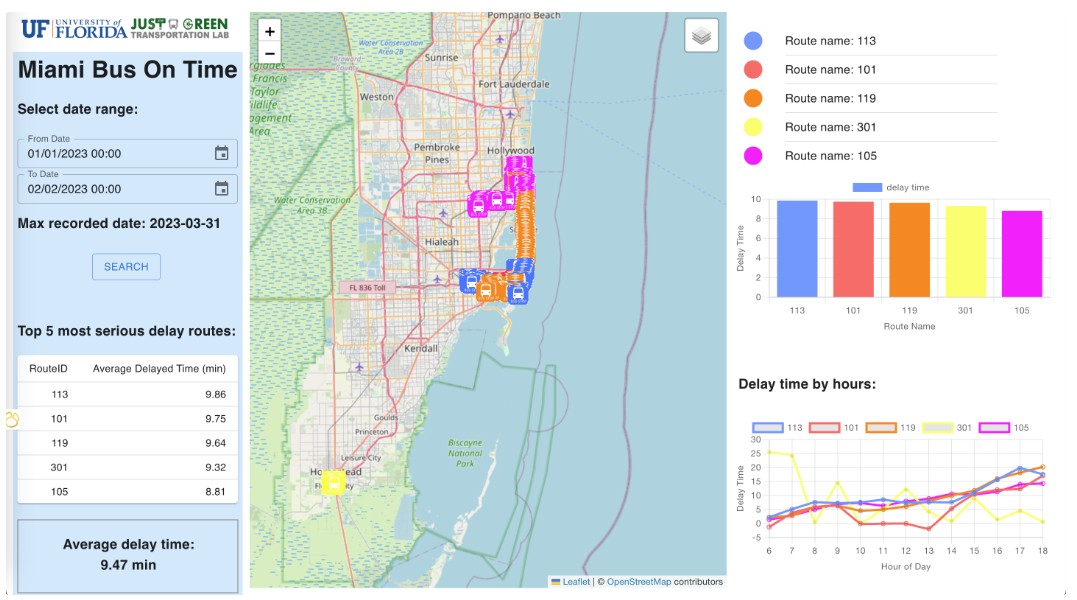 UF UNIVERSITY of FLORIDA JUST GREEN TRANSPORTATION LAB
Miami Bus On Time
Select date range:
From Date
01/01/2023 00:00
To Date
02/02/2023 00:00
Max recorded date: 2023-03-31
SEARCH
Top 5 most serious delay routes:
RouteID Average Delayed Time (min)
113 9.86
101 9.75
119 9.64
301 9.32
105 8.81
Average delay time:
9.47 min
+
−
Pompano Beach
Water Conservation
Area 2B
Broward
County
Sunrise
Francis
Taylor
Wildlife
Management
Area
Fort Lauderdale
Weston
Pembroke
Pines
Hollywood
Water Conservation
Area 3B
Hialeah
FL 836 Toll
Kendall
Goulds
Princeton
Leisure City
Biscayne
National
Park
Leaflet | © OpenStreetMap contributors
Route name: 113
Route name: 101
Route name: 119
Route name: 301
Route name: 105
delay time
Delay Time
10
8
6
4
2
0
113 101 119 301 105
Route Name
Delay time by hours:
113 101 119 301 105
Delay Time
30
25
20
15
10
5
0
-5
6 7 8 9 10 11 12 13 14 15 16 17 18
Hour of Day